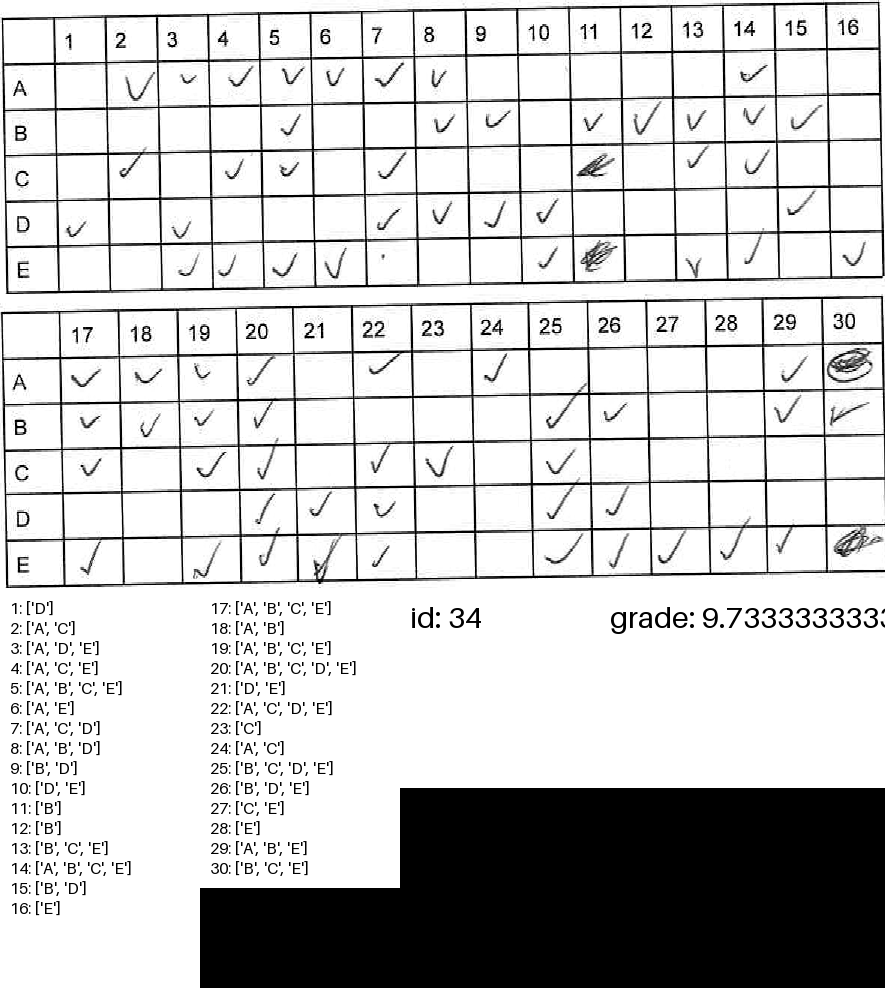 1 2 3 4 5 6 7 8 9 10 11 12 13 14 15 16
A
B
C
D
E
17 18 19 20 21 22 23 24 25 26 27 28 29 30
A
B
C
D
E
1: ['D']
2: ['A', 'C']
3: ['A', 'D', 'E']
4: ['A', 'C', 'E']
5: ['A', 'B', 'C', 'E']
6: ['A', 'E']
7: ['A', 'C', 'D']
8: ['A', 'B', 'D']
9: ['B', 'D']
10: ['D', 'E']
11: ['B']
12: ['B']
13: ['B', 'C', 'E']
14: ['A', 'B', 'C', 'E']
15: ['B', 'D']
16: ['E']
17: ['A', 'B', 'C', 'E']
18: ['A', 'B']
19: ['A', 'B', 'C', 'E']
20: ['A', 'B', 'C', 'D', 'E']
21: ['D', 'E']
22: ['A', 'C', 'D', 'E']
23: ['C']
24: ['A', 'C']
25: ['B', 'C', 'D', 'E']
26: ['B', 'D', 'E']
27: ['C', 'E']
28: ['E']
29: ['A', 'B', 'E']
30: ['B', 'C', 'E']
id: 34
grade: 9.7333333333